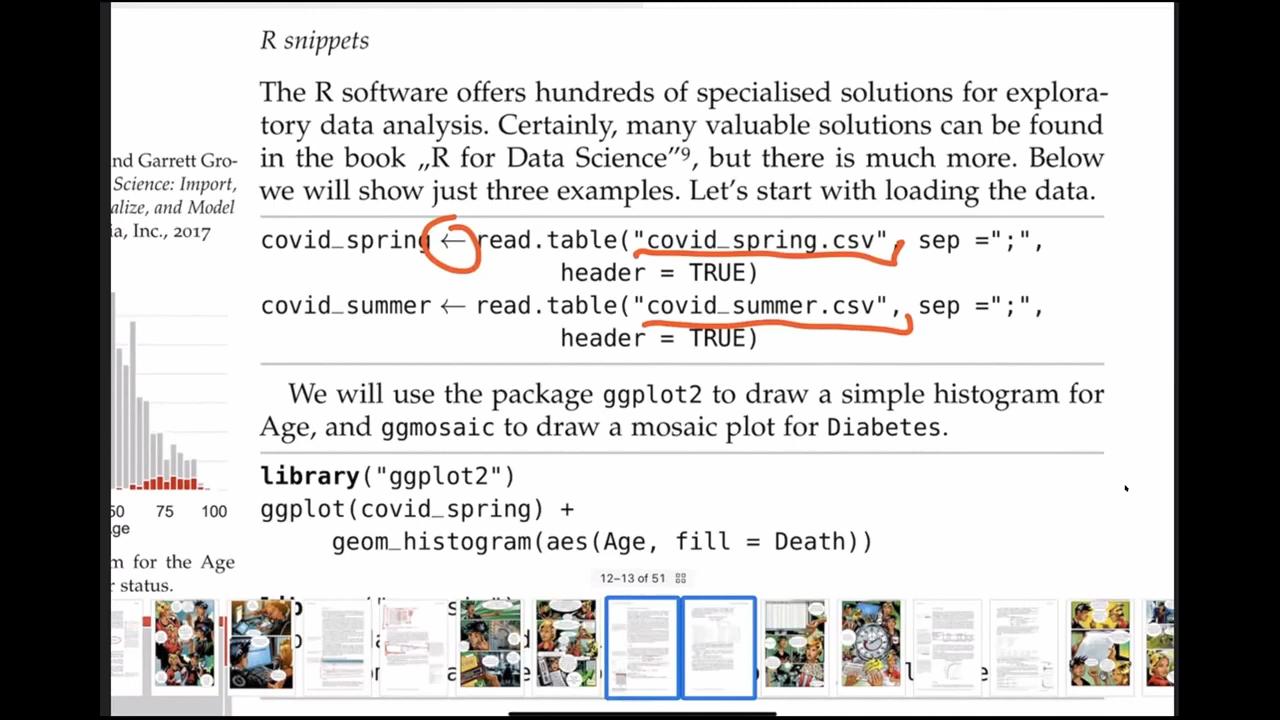 R snippets
The R software offers hundreds of specialised solutions for explora-
tory data analysis. Certainly, many valuable solutions can be found
in the book „R for Data Science”⁹, but there is much more. Below
we will show just three examples. Let's start with loading the data.
nd Garrett Gro-
Science: Import,
alize, and Model
ia, Inc., 2017
covid_spring ← read.table("covid_spring.csv", sep =";",
header = TRUE)
covid_summer ← read.table("covid_summer.csv", sep =";",
header = TRUE)
We will use the package ggplot2 to draw a simple histogram for
Age, and ggmosaic to draw a mosaic plot for Diabetes.
library("ggplot2")
ggplot(covid_spring) +
geom_histogram(aes(Age, fill = Death))
50 75 100
ge
m for the Age
r status.
12–13 of 51